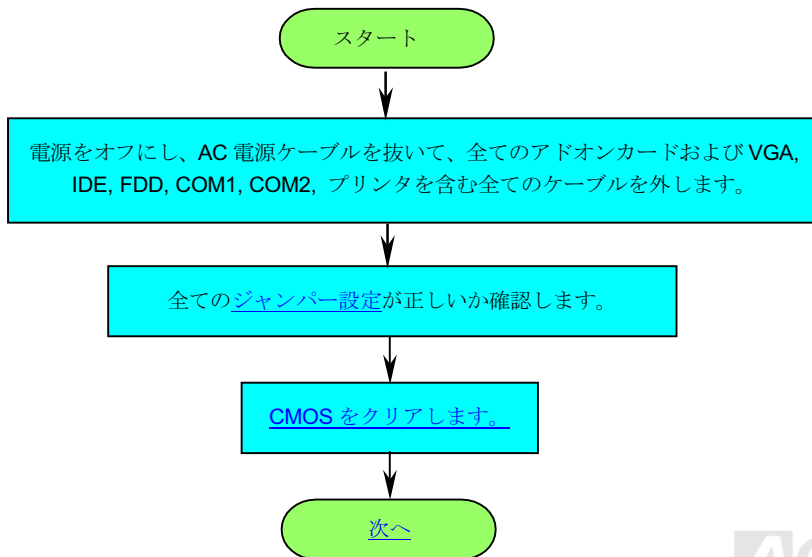 スタート
電源をオフにし、AC 電源ケーブルを抜いて、全てのアドオンカードおよび VGA,
IDE, FDD, COM1, COM2, プリンタを含む全てのケーブルを外します。
全てのジャンパー設定が正しいか確認します。
CMOS をクリアします。
次へ